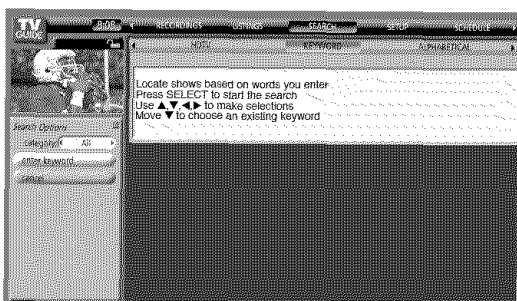 TV
GUIDE
RECORDINGS LISTINGS SEARCH SETUP SCHEDULE
HDTV KEYWORD ALPHABETICAL
Locate shows based on words you enter
Press SELECT to start the search
Use ▲,▼,◀,▶ to make selections
Move ▼ to choose an existing keyword
Search Options
category All
enter keyword
cancel